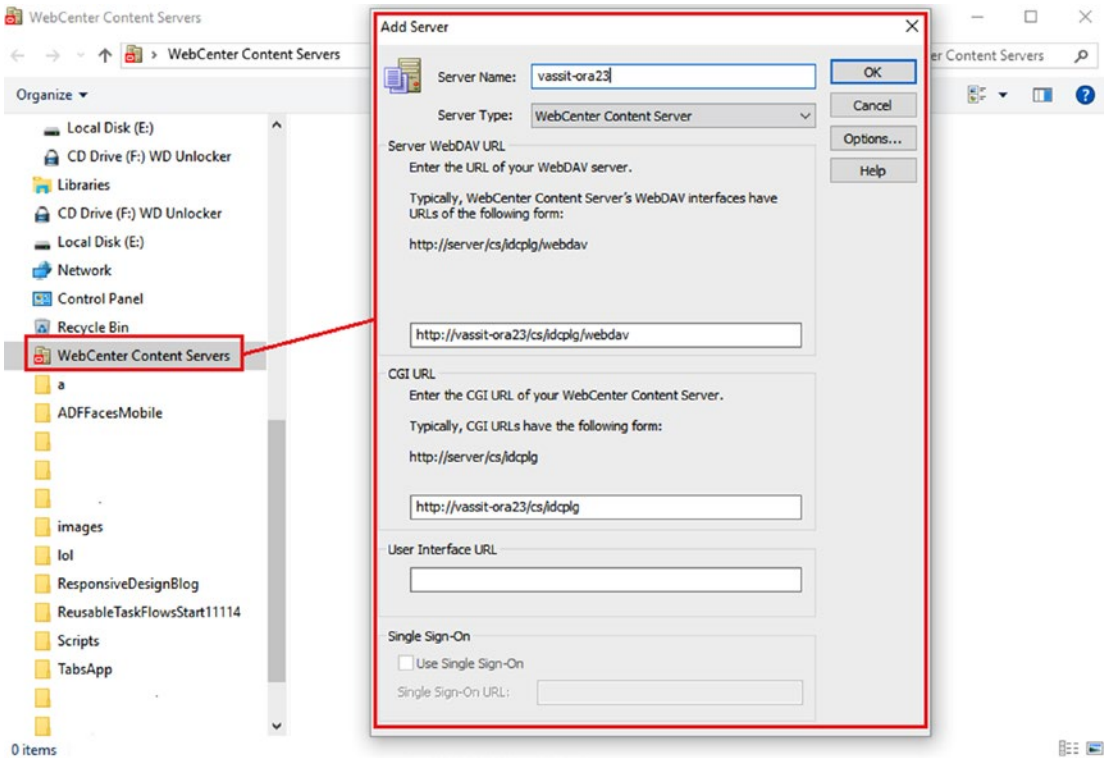 WebCenter Content Servers
WebCenter Content Servers
er Content Servers
Organize
Local Disk (E:)
CD Drive (F:) WD Unlocker
Libraries
CD Drive (F:) WD Unlocker
Local Disk (E:)
Network
Control Panel
Recycle Bin
WebCenter Content Servers
a
ADFFacesMobile
images
lol
ResponsiveDesignBlog
ReusableTaskFlowsStart11114
Scripts
TabsApp
0 items
Add Server
Server Name: vassit-ora23
OK
Server Type: WebCenter Content Server
Cancel
Options...
Help
Server WebDAV URL
Enter the URL of your WebDAV server.
Typically, WebCenter Content Server's WebDAV interfaces have
URLs of the following form:
http://server/cs/idcplg/webdav
http://vassit-ora23/cs/idcplg/webdav
CGI URL
Enter the CGI URL of your WebCenter Content Server.
Typically, CGI URLs have the following form:
http://server/cs/idcplg
http://vassit-ora23/cs/idcplg
User Interface URL
Single Sign-On
Use Single Sign-On
Single Sign-On URL: